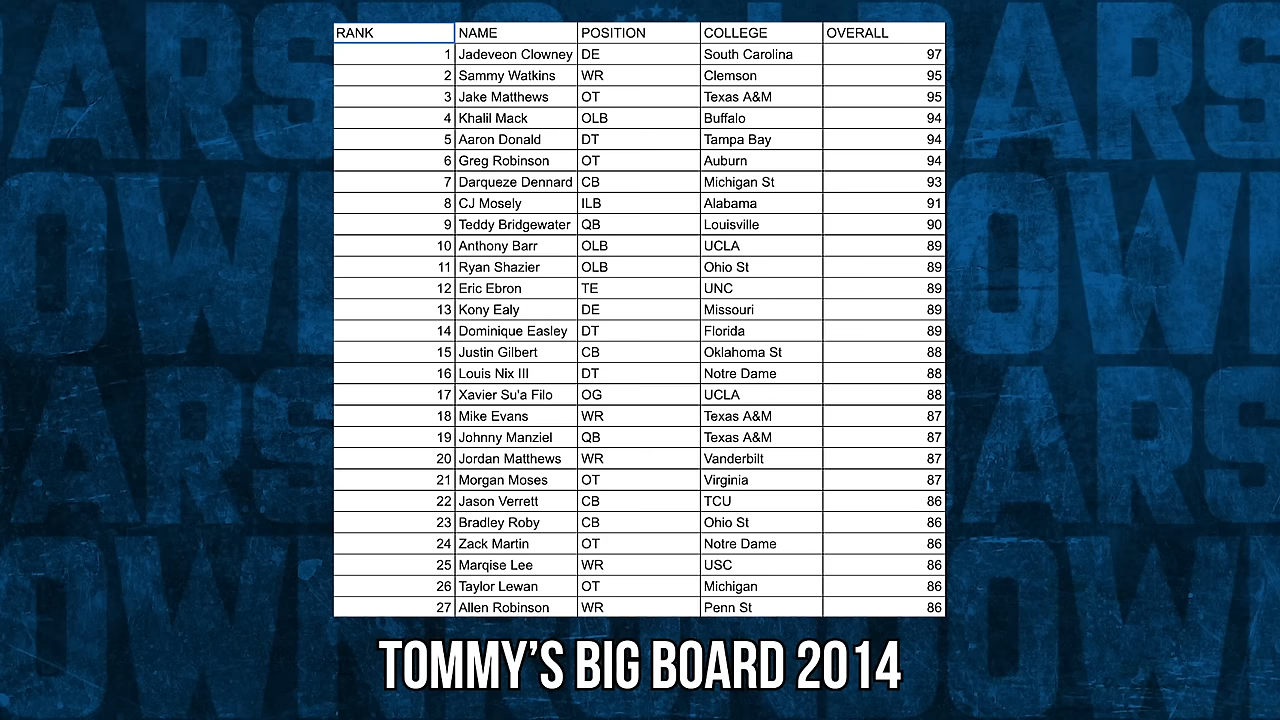 RANK NAME POSITION COLLEGE OVERALL
1 Jadeveon Clowney DE South Carolina 97
2 Sammy Watkins WR Clemson 95
3 Jake Matthews OT Texas A&M 95
4 Khalil Mack OLB Buffalo 94
5 Aaron Donald DT Tampa Bay 94
6 Greg Robinson OT Auburn 94
7 Darqueze Dennard CB Michigan St 93
8 CJ Mosely ILB Alabama 91
9 Teddy Bridgewater QB Louisville 90
10 Anthony Barr OLB UCLA 89
11 Ryan Shazier OLB Ohio St 89
12 Eric Ebron TE UNC 89
13 Kony Ealy DE Missouri 89
14 Dominique Easley DT Florida 89
15 Justin Gilbert CB Oklahoma St 88
16 Louis Nix III DT Notre Dame 88
17 Xavier Su'a Filo OG UCLA 88
18 Mike Evans WR Texas A&M 87
19 Johnny Manziel QB Texas A&M 87
20 Jordan Matthews WR Vanderbilt 87
21 Morgan Moses OT Virginia 87
22 Jason Verrett CB TCU 86
23 Bradley Roby CB Ohio St 86
24 Zack Martin OT Notre Dame 86
25 Marqise Lee WR USC 86
26 Taylor Lewan OT Michigan 86
27 Allen Robinson WR Penn St 86
TOMMY'S BIG BOARD 2014